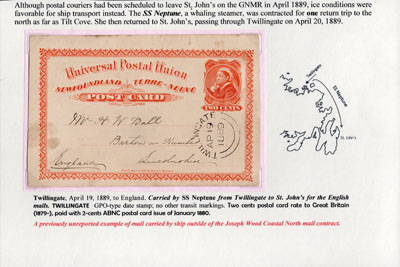 Although postal couriers had been scheduled to leave St. John's on the GNMR in April 1889, ice conditions were
favorable for ship transport instead. The SS Neptune, a whaling steamer, was contracted for one return trip to the
north as far as Tilt Cove. She then returned to St. John's, passing through Twillingate on April 20, 1889.
Universal Postal Union
NEWFOUNDLAND TERRE-NEUVE
POST CARD
TWO CENTS
Mr H W Ball
Barton on Humber
Lincolnshire
England
TWILLINGATE
AP 19
1889
Twillingate
SS Neptune
St. John's
Twillingate, April 19, 1889, to England. Carried by SS Neptune from Twillingate to St. John's for the English
mails. TWILLINGATE GPO-type date stamp; no other transit markings. Two cents postal card rate to Great Britain
(1879-), paid with 2-cents ABNC postal card issue of January 1880.
A previously unreported example of mail carried by ship outside of the Joseph Wood Coastal North mail contract.